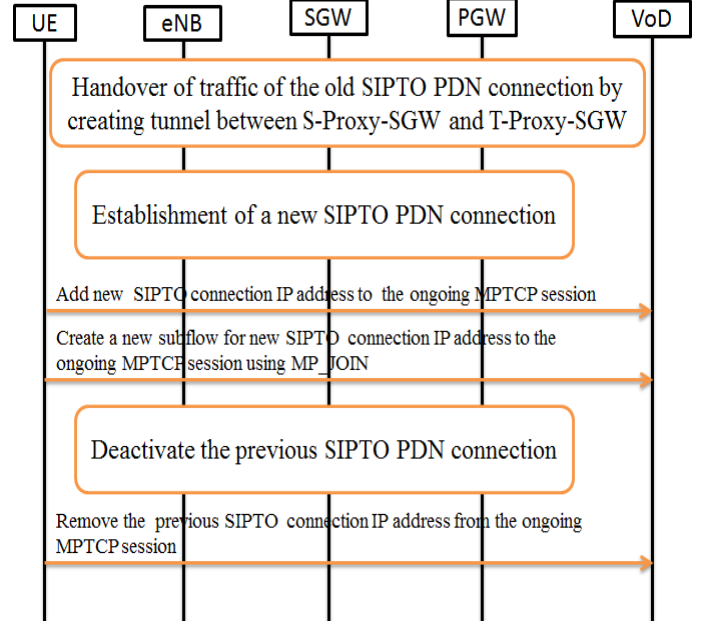 UE eNB SGW PGW VoD
Handover of traffic of the old SIPTO PDN connection by
creating tunnel between S-Proxy-SGW and T-Proxy-SGW
Establishment of a new SIPTO PDN connection
Add new SIPTO connection IP address to the ongoing MPTCP session
Create a new subflow for new SIPTO connection IP address to the
ongoing MPTCP session using MP_JOIN
Deactivate the previous SIPTO PDN connection
Remove the previous SIPTO connection IP address from the ongoing
MPTCP session